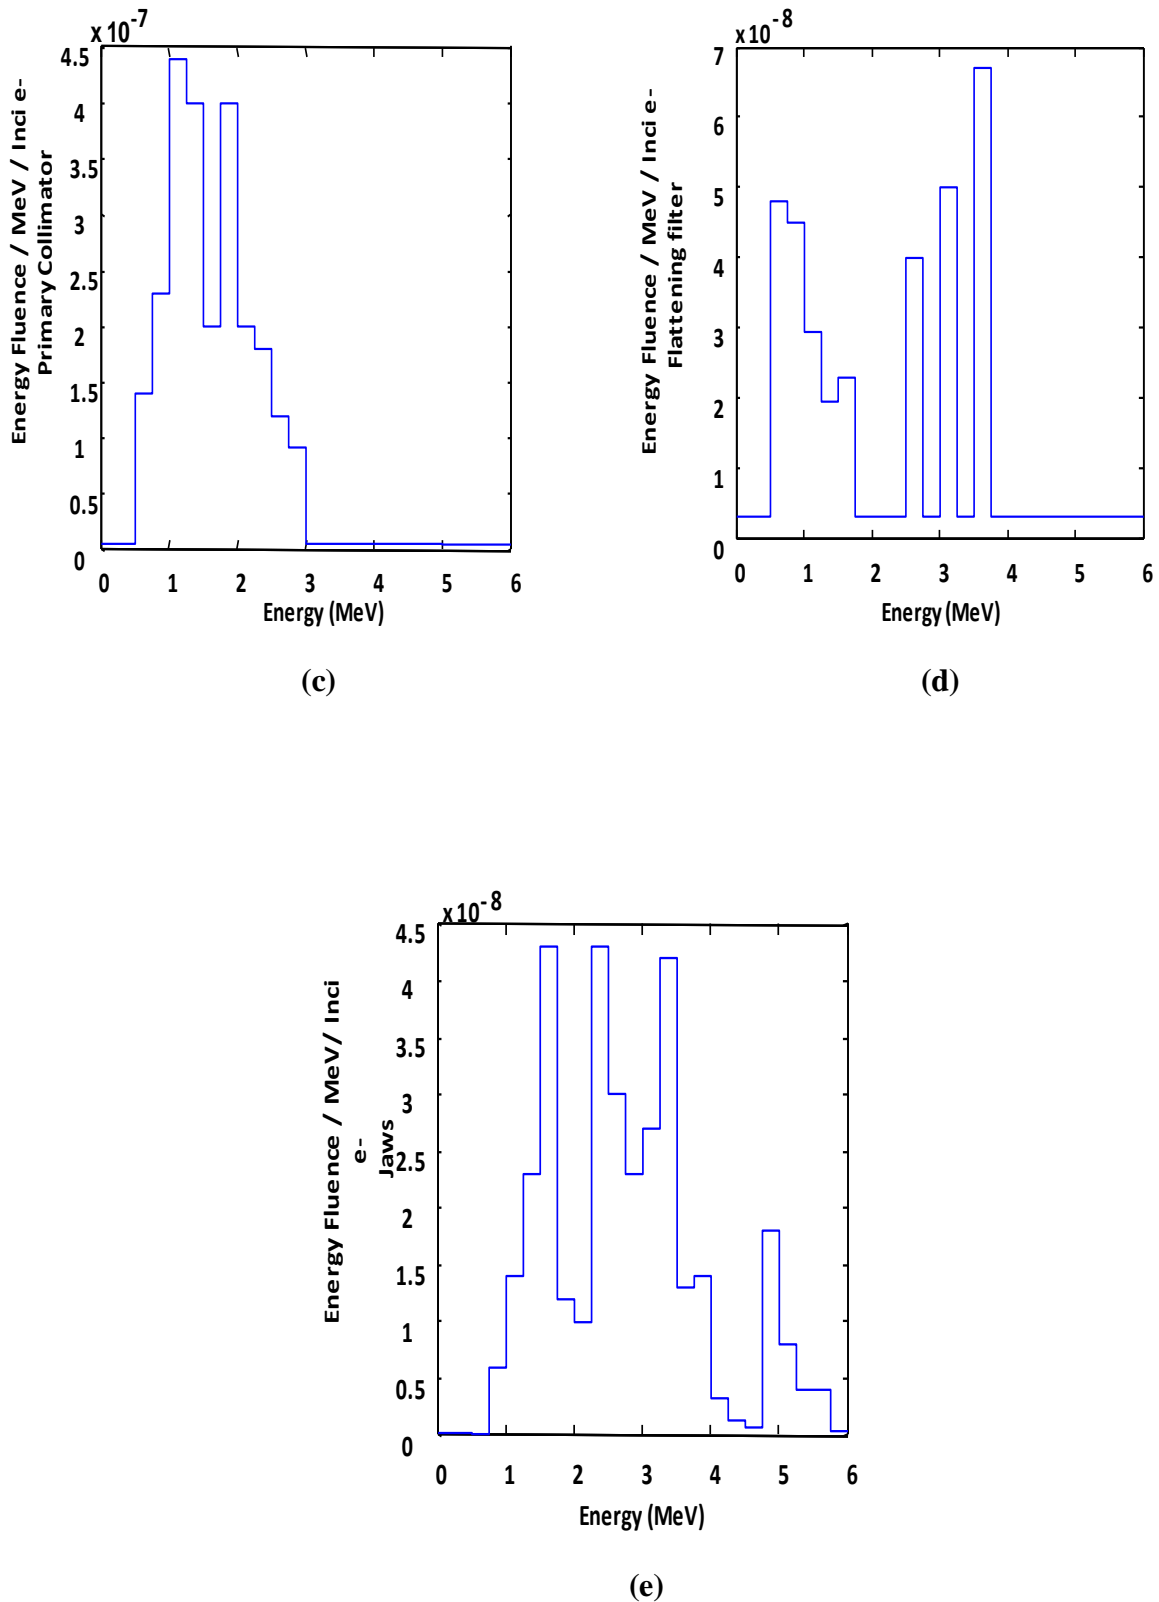 x 10-7
4.5
4
3.5
3
2.5
2
1.5
1
0.5
0
0 1 2 3 4 5 6
Energy (MeV)
Energy Fluence / MeV / Inci e-
Primary Collimator
(c)
x 10-8
7
6
5
4
3
2
1
0
0 1 2 3 4 5 6
Energy (MeV)
Energy Fluence / MeV / Inci e-
Flattening filter
(d)
x 10-8
4.5
4
3.5
3
2.5
2
1.5
1
0.5
0
0 1 2 3 4 5 6
Energy (MeV)
Energy Fluence / MeV/ Inci
e-
Jaws
(e)